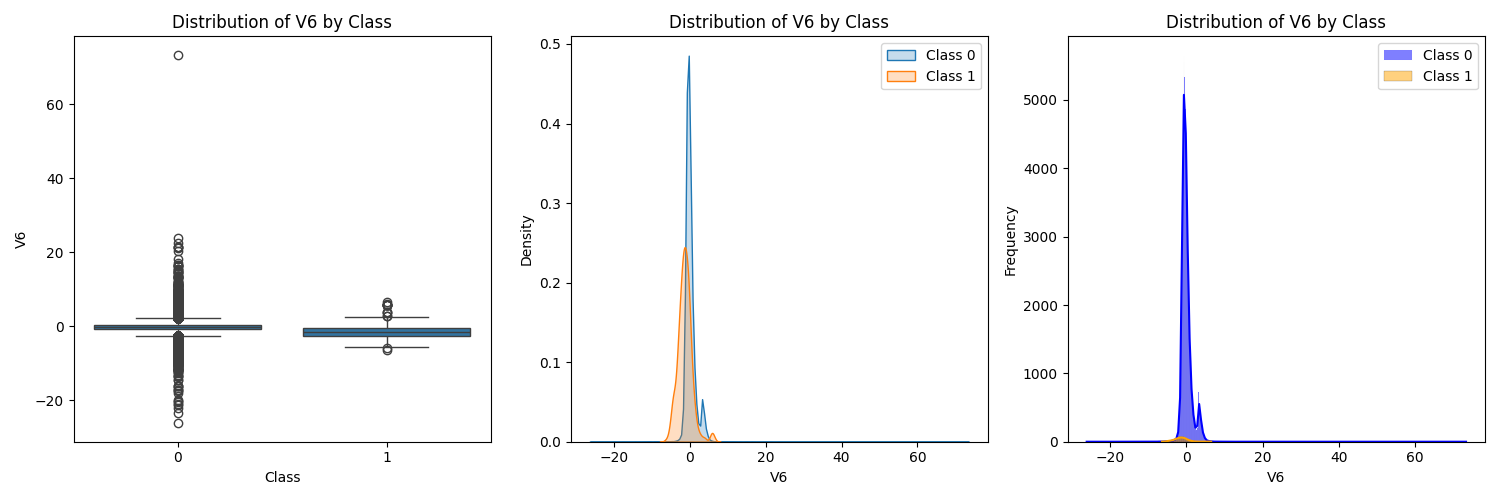 Distribution of V6 by Class
60
40
20
0
−20
V6
0
1
Class
Distribution of V6 by Class
Class 0
Class 1
0.5
0.4
0.3
0.2
0.1
0.0
Density
−20
0
20
40
60
V6
Distribution of V6 by Class
Class 0
Class 1
5000
4000
3000
2000
1000
0
Frequency
−20
0
20
40
60
V6